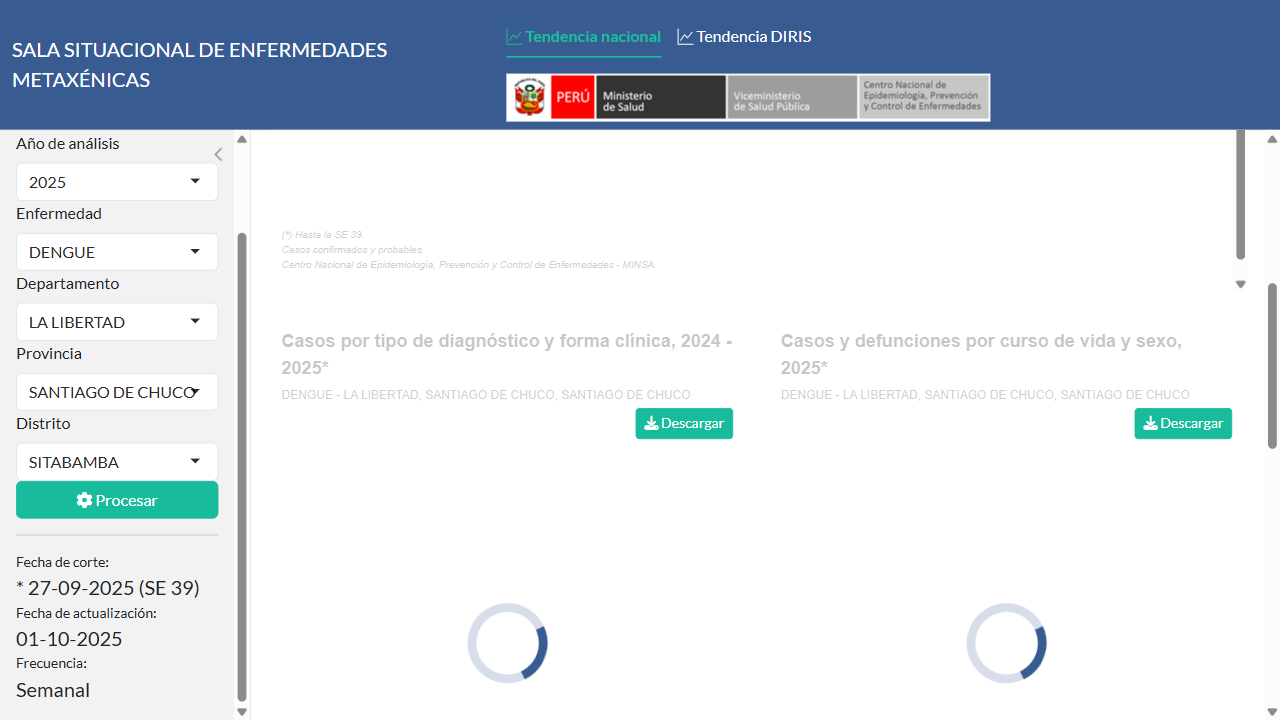 SALA SITUACIONAL DE ENFERMEDADES
METAXÉNICAS
Tendencia nacional
Tendencia DIRIS
PERÚ
Ministerio
de Salud
Viceministerio
de Salud Pública
Centro Nacional de
Epidemiología, Prevención
y Control de Enfermedades
Año de análisis
2025
Enfermedad
DENGUE
Departamento
LA LIBERTAD
Provincia
SANTIAGO DE CHUCO
Distrito
SITABAMBA
Procesar
Fecha de corte:
* 27-09-2025 (SE 39)
Fecha de actualización:
01-10-2025
Frecuencia:
Semanal
(*) Hasta la SE 39.
Casos confirmados y probables.
Centro Nacional de Epidemiología, Prevención y Control de Enfermedades - MINSA.
Casos por tipo de diagnóstico y forma clínica, 2024 -
2025*
DENGUE - LA LIBERTAD, SANTIAGO DE CHUCO, SANTIAGO DE CHUCO
Descargar
Casos y defunciones por curso de vida y sexo,
2025*
DENGUE - LA LIBERTAD, SANTIAGO DE CHUCO, SANTIAGO DE CHUCO
Descargar